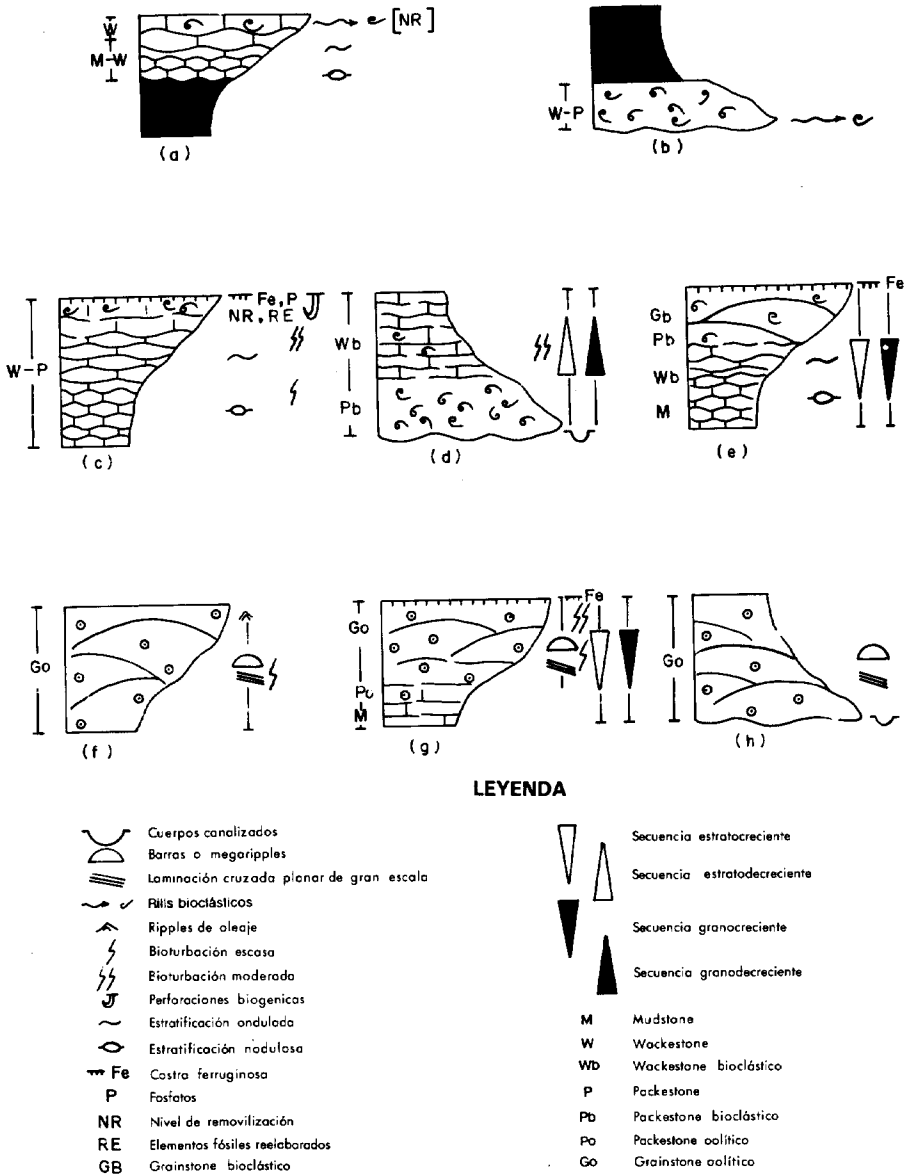 W
M-W
e [NR]
(a)
W-P
e
(b)
W-P
Fe, P
NR, RE
(c)
Wb
Pb
(d)
Gb
Pb
Wb
M
Fe
(e)
Go
(f)
Go
Po
M
Fe
(g)
Go
(h)
LEYENDA
Cuerpos canalizados
Barras o megaripples
Laminación cruzada planar de gran escala
Rills bioclásticos
Ripples de oleaje
Bioturbación escasa
Bioturbación moderada
Perforaciones biogenicas
Estratificación ondulada
Estratificación nodulosa
Fe Costra ferruginosa
P Fosfatos
NR Nivel de removilización
RE Elementos fósiles reelaborados
GB Grainstone bioclástico
Secuencia estratocreciente
Secuencia estratodecreciente
Secuencia granocreciente
Secuencia granodecreciente
M Mudstone
W Wackestone
Wb Wackestone bioclástico
P Packestone
Pb Packestone bioclástico
Po Packestone oolítico
Go Grainstone oolítico